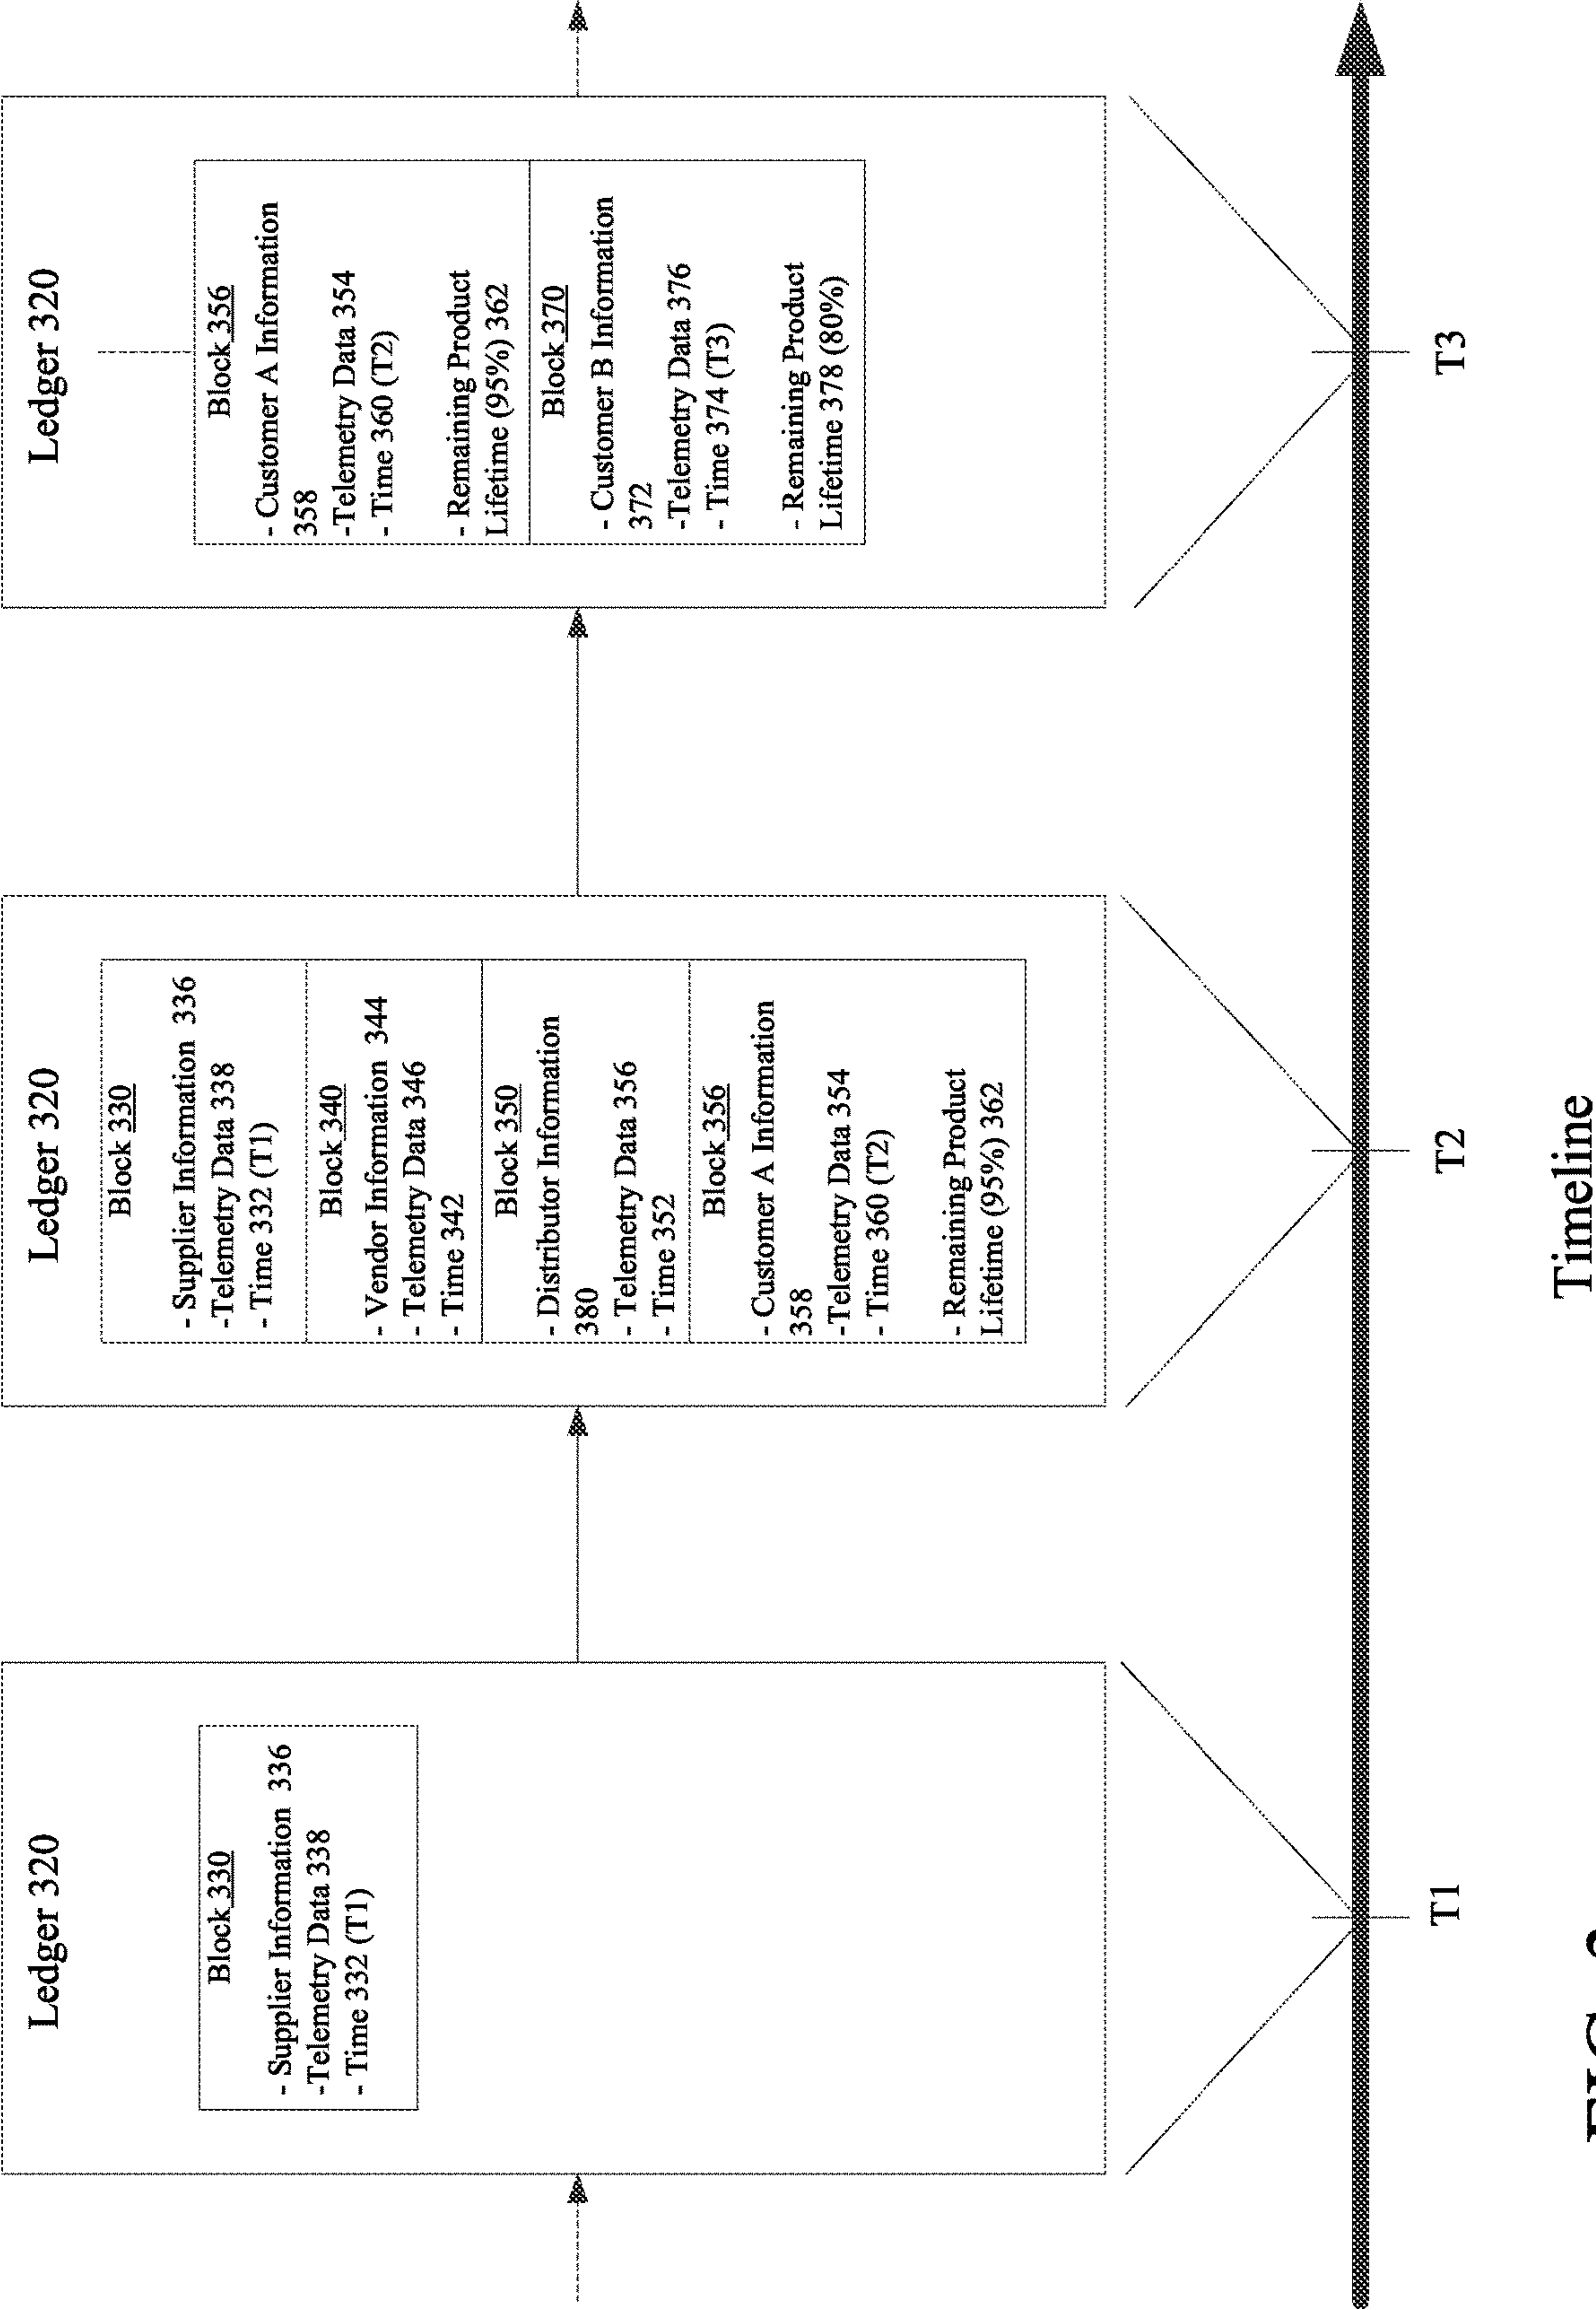 Ledger 320
Block 330
- Supplier Information 336
-Telemetry Data 338
- Time 332 (T1)
Ledger 320
Block 330
- Supplier Information 336
-Telemetry Data 338
- Time 332 (T1)
Block 340
- Vendor Information 344
- Telemetry Data 346
- Time 342
Block 350
- Distributor Information
380
- Telemetry Data 356
- Time 352
Block 356
- Customer A Information
358
-Telemetry Data 354
- Time 360 (T2)
- Remaining Product
Lifetime (95%) 362
Ledger 320
Block 356
- Customer A Information
358
-Telemetry Data 354
- Time 360 (T2)
- Remaining Product
Lifetime (95%) 362
Block 370
- Customer B Information
372
-Telemetry Data 376
- Time 374 (T3)
- Remaining Product
Lifetime 378 (80%)
T1
T2
T3
Timeline